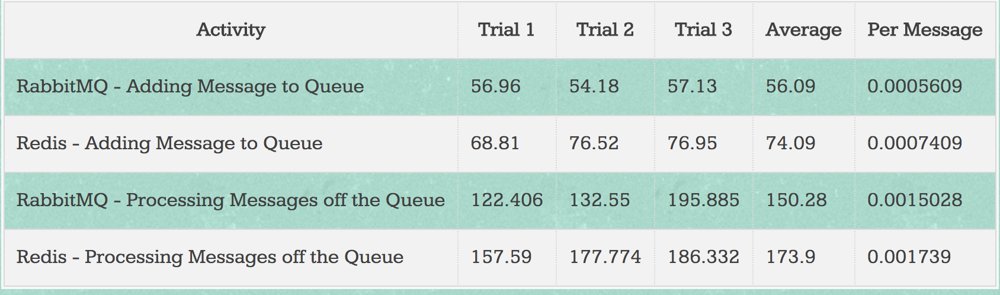 Activity Trial 1 Trial 2 Trial 3 Average Per Message
RabbitMQ - Adding Message to Queue 56.96 54.18 57.13 56.09 0.0005609
Redis - Adding Message to Queue 68.81 76.52 76.95 74.09 0.0007409
RabbitMQ - Processing Messages off the Queue 122.406 132.55 195.885 150.28 0.0015028
Redis - Processing Messages off the Queue 157.59 177.774 186.332 173.9 0.001739